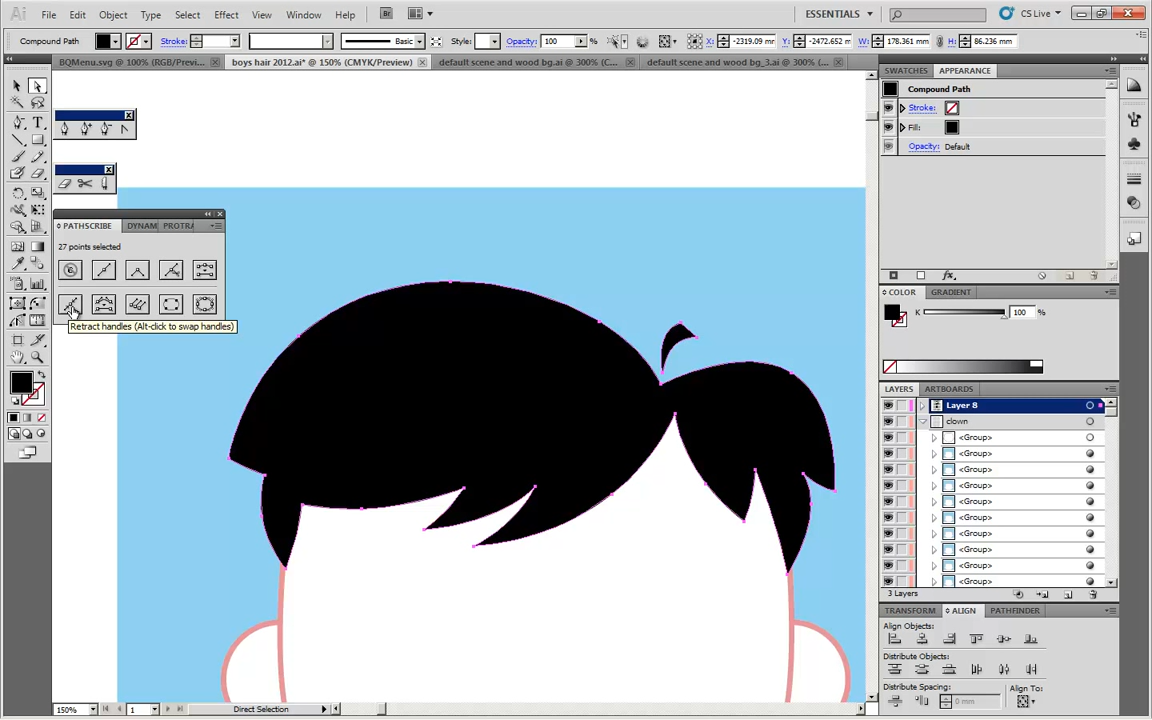 Ai File Edit Object Type Select Effect View Window Help Br ESSENTIALS CS Live
Compound Path Stroke: Basic Style: Opacity: 100 % X: -2319.09 mm Y: -2472.652 mm W: 178.361 mm H: 86.236 mm
BQMenu.svg @ 100% (RGB/Previ... boys hair 2012.ai* @ 150% (CMYK/Preview) default scene and wood bg.ai @ 300% (C... default scene and wood bg_3.ai @ 300% (C...
SWATCHES APPEARANCE
Compound Path
Stroke:
Fill:
Opacity: Default
PATHSCRIBE DYNAM PROTRA
27 points selected
Retract handles (Alt-click to swap handles)
COLOR GRADIENT
K 100 %
LAYERS ARTBOARDS
Layer 8
clown
<Group>
<Group>
<Group>
<Group>
<Group>
<Group>
<Group>
<Group>
<Group>
<Group>
3 Layers
TRANSFORM ALIGN PATHFINDER
Align Objects:
Distribute Objects:
Distribute Spacing: Align To:
0 mm
150% 1 Direct Selection